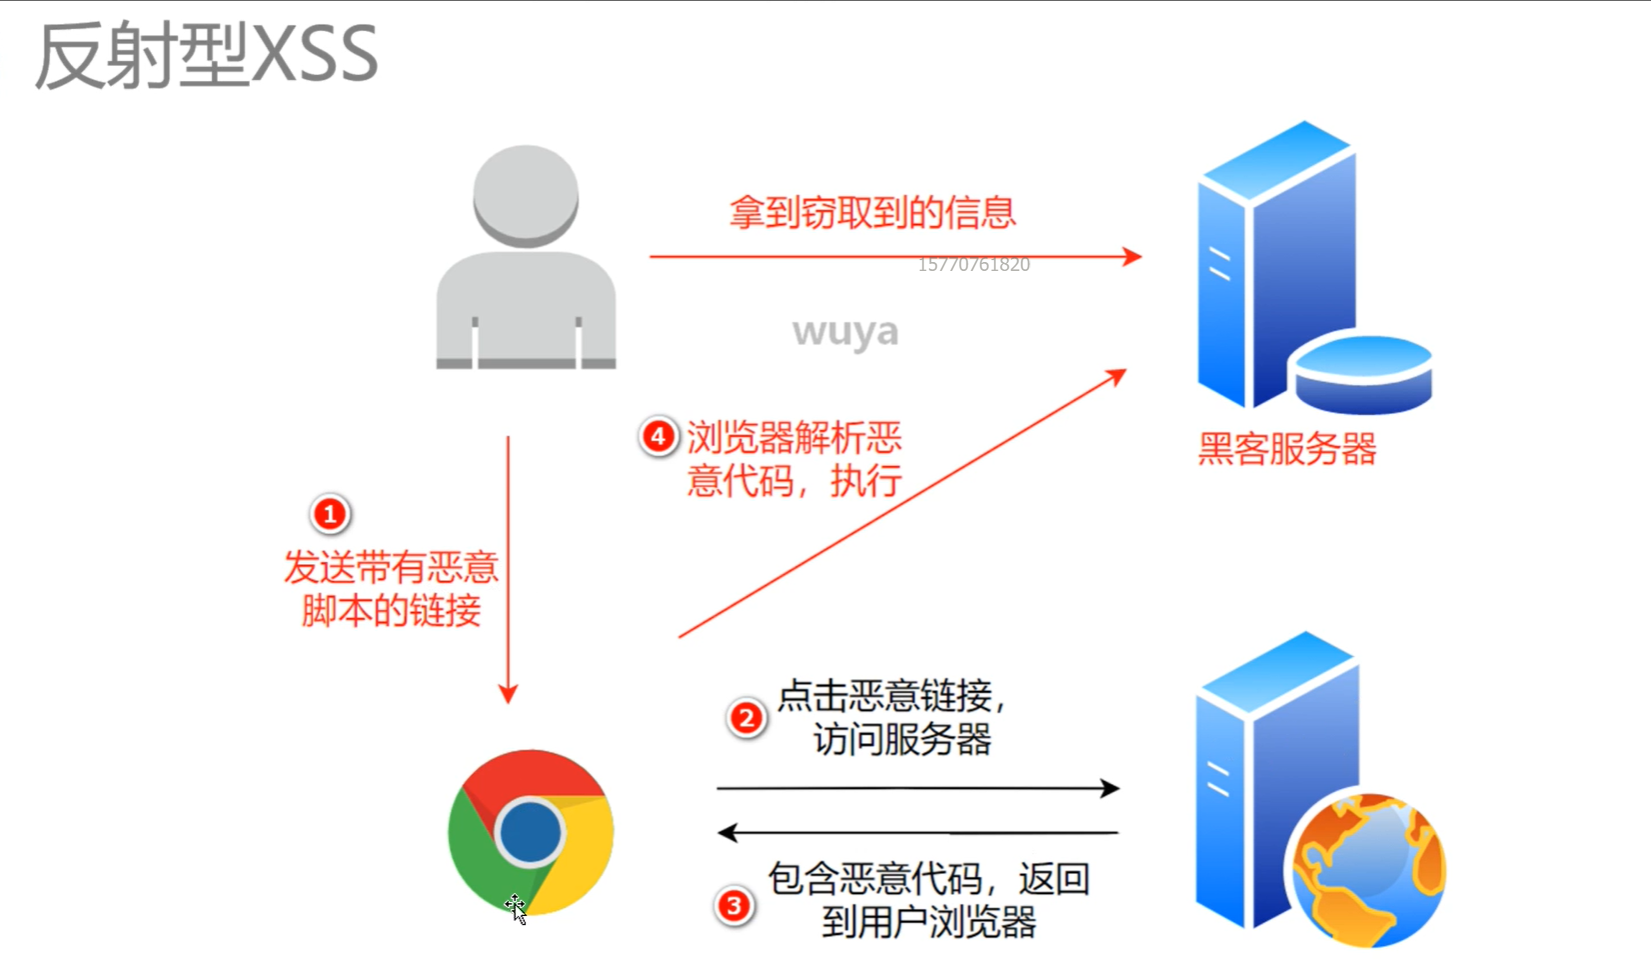 反射型XSS
拿到窃取到的信息
15770761820
wuya
4
浏览器解析恶
意代码，执行
黑客服务器
1
发送带有恶意
脚本的链接
2
点击恶意链接，
访问服务器
3
包含恶意代码，返回
到用户浏览器